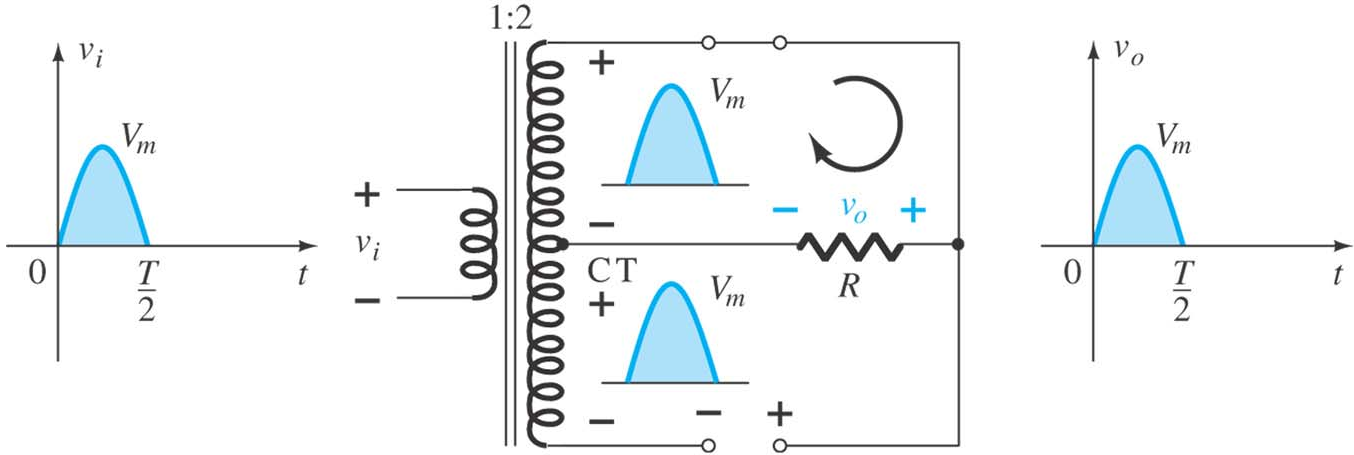 1:2
v_i
V_m
0
T/2
t
+
v_i
−
+
V_m
−
− v_o +
CT
R
+
V_m
−
− +
v_o
V_m
0
T/2
t